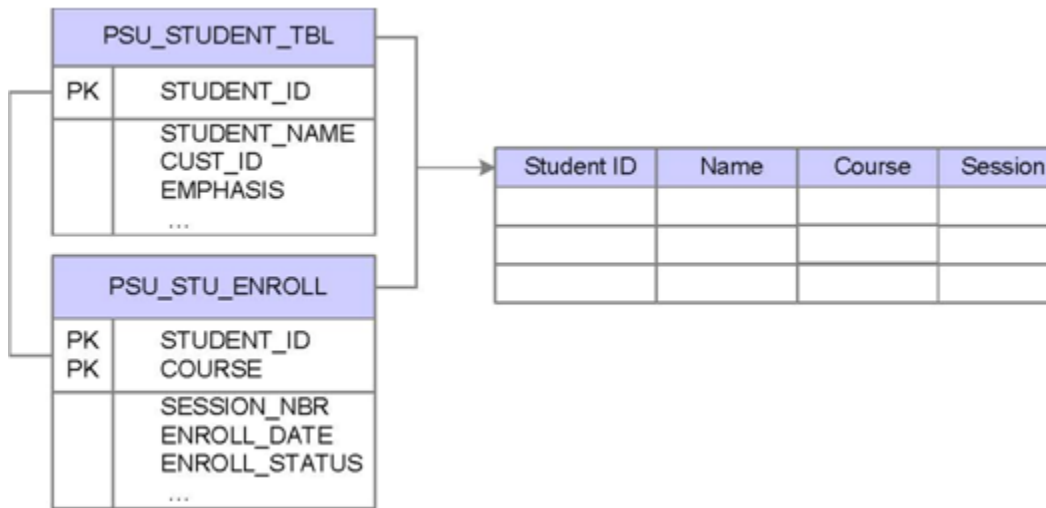 PSU_STUDENT_TBL
PK STUDENT_ID
STUDENT_NAME
CUST_ID
EMPHASIS
...
PSU_STU_ENROLL
PK STUDENT_ID
PK COURSE
SESSION_NBR
ENROLL_DATE
ENROLL_STATUS
...
Student ID Name Course Session